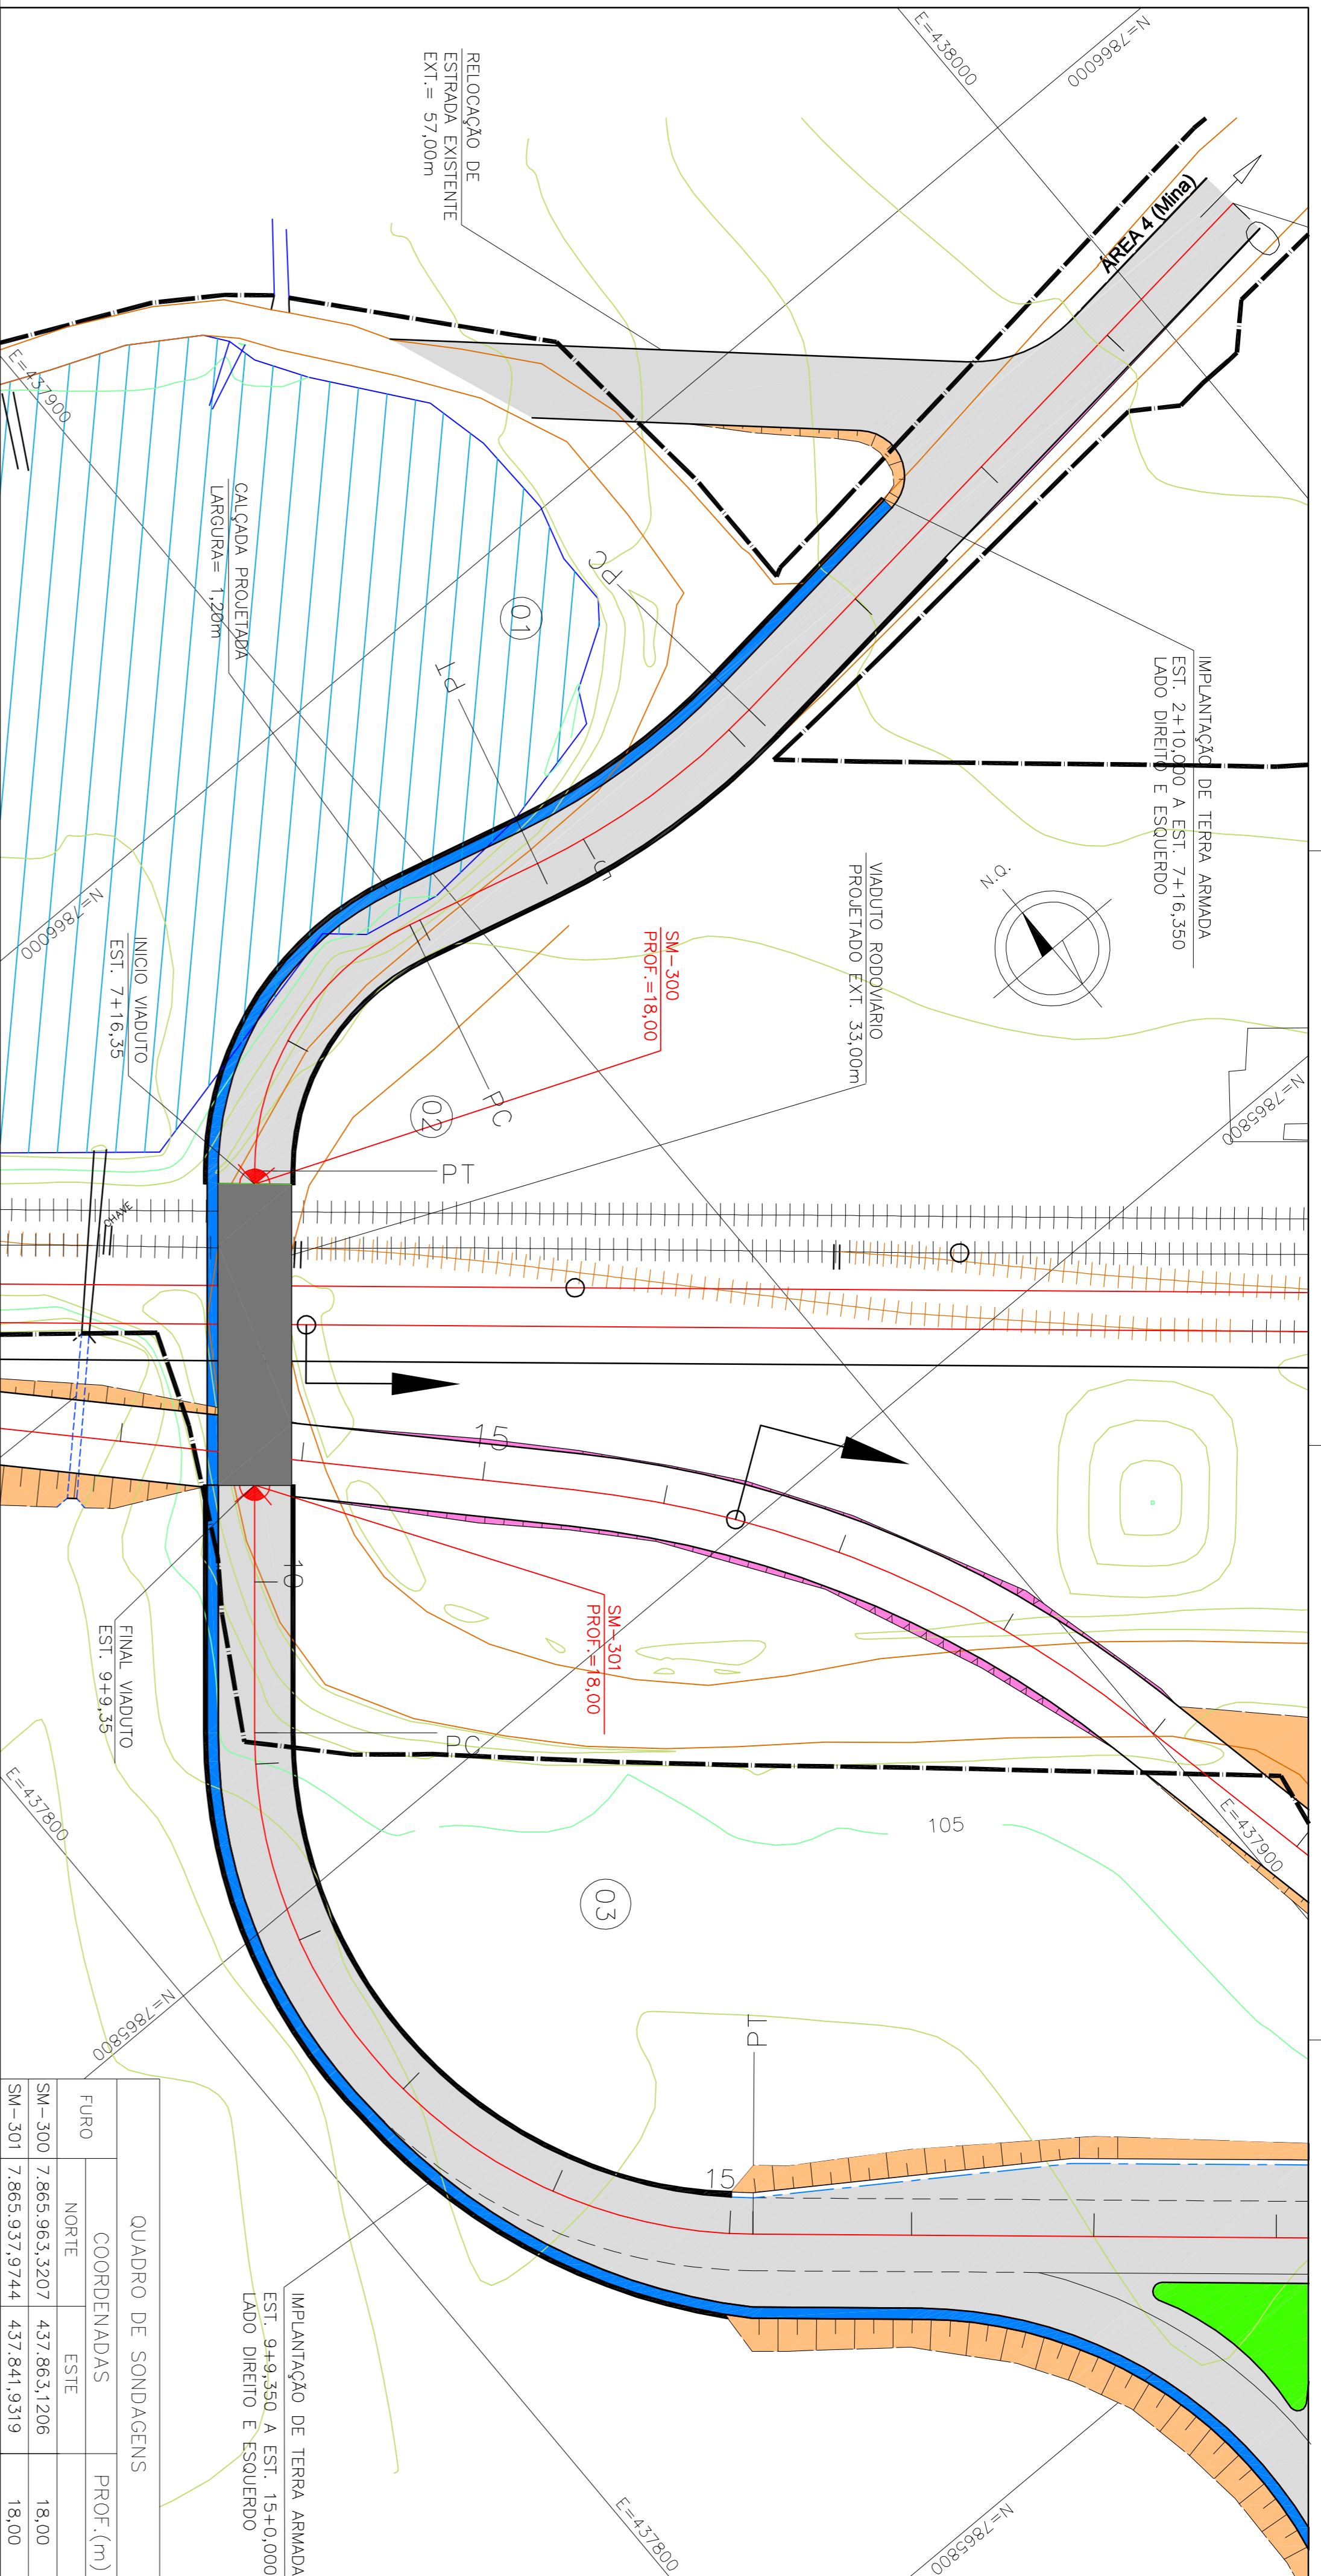 E=438000
N=7866000
RELOCAÇÃO DE
ESTRADA EXISTENTE
EXT.= 57,00m
ÁREA 4 (Mina)
0
E=437900
CALÇADA PROJETADA
LARGURA= 1,20m
01
PC
PT
5
IMPLANTAÇÃO DE TERRA ARMADA
EST. 2+10,000 A EST. 7+16,350
LADO DIREITO E ESQUERDO
N.Q.
VIADUTO RODOVIÁRIO
PROJETADO EXT. 33,00m
SM-300
PROF.=18,00
N=7866000
INICIO VIADUTO
EST. 7+16,35
N=7865800
02
PC
PT
CHAVE
15
10
SM-301
PROF.=18,00
FINAL VIADUTO
EST. 9+9,35
PC
E=437800
E=437900
105
03
N=7865800
PT
15
IMPLANTAÇÃO DE TERRA ARMADA
EST. 9+9,350 A EST. 15+0,000
LADO DIREITO E ESQUERDO
E=437800
N=7865800
QUADRO DE SONDAGENS
FURO
COORDENADAS
PROF.(m)
NORTE
ESTE
SM-300 7.865.963,3207 437.863,1206 18,00
SM-301 7.865.937,9744 437.841,9319 18,00